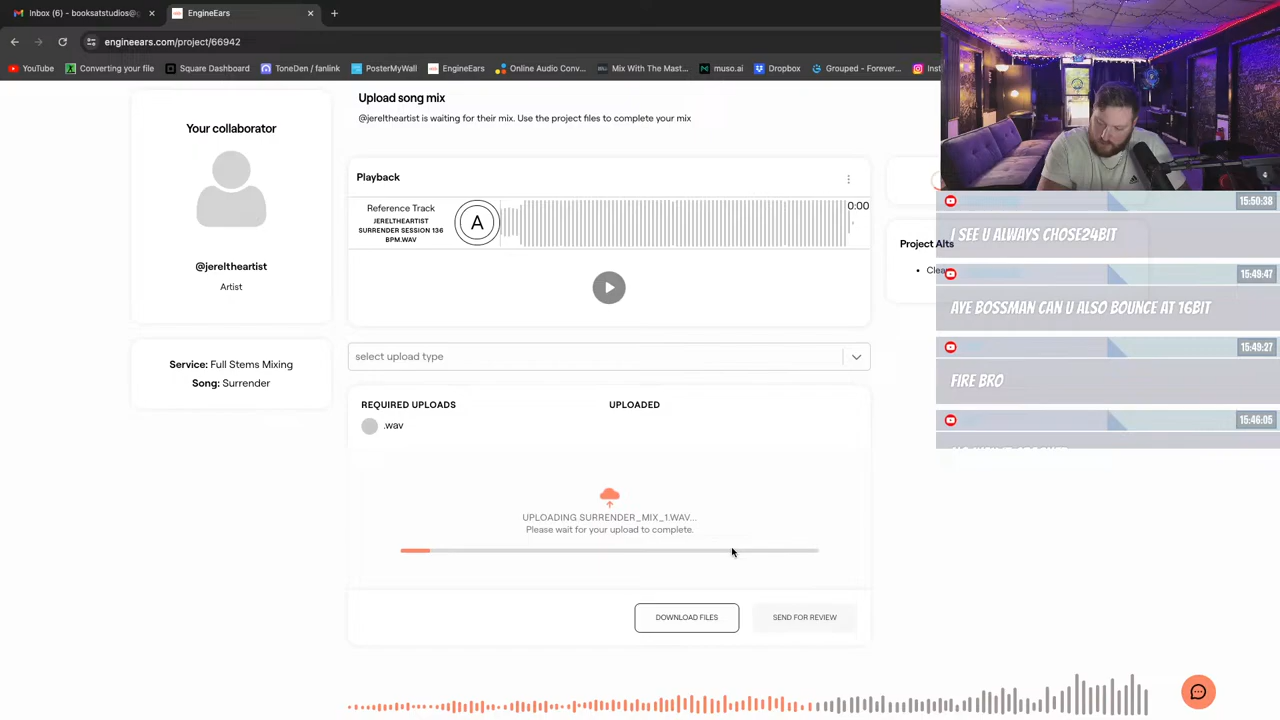 Inbox (6) – booksatstudios@g
EngineEars
engineears.com/project/66942
YouTube
Converting your file
Square Dashboard
ToneDen / fanlink
PosterMyWall
EngineEars
Online Audio Conv...
Mix With The Mast...
muso.ai
Dropbox
Grouped - Forever...
Inst
Your collaborator
@jereltheartist
Artist
Service: Full Stems Mixing
Song: Surrender
Upload song mix
@jereltheartist is waiting for their mix. Use the project files to complete your mix
Playback
Reference Track
JERELTHEARTIST
SURRENDER SESSION 136
BPM.WAV
A
0:00
select upload type
REQUIRED UPLOADS
UPLOADED
.wav
UPLOADING SURRENDER_MIX_1.WAV...
Please wait for your upload to complete.
DOWNLOAD FILES
SEND FOR REVIEW
Project Alts
15:50:38
I SEE U ALWAYS CHOSE24BIT
15:49:47
AYE BOSSMAN CAN U ALSO BOUNCE AT 16BIT
15:49:27
FIRE BRO
15:46:05